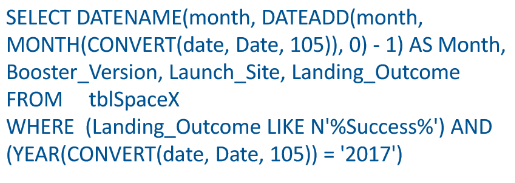 SELECT DATENAME(month, DATEADD(month,
MONTH(CONVERT(date, Date, 105)), 0) - 1) AS Month,
Booster_Version, Launch_Site, Landing_Outcome
FROM    tblSpaceX
WHERE  (Landing_Outcome LIKE N'%Success%') AND
(YEAR(CONVERT(date, Date, 105)) = '2017')